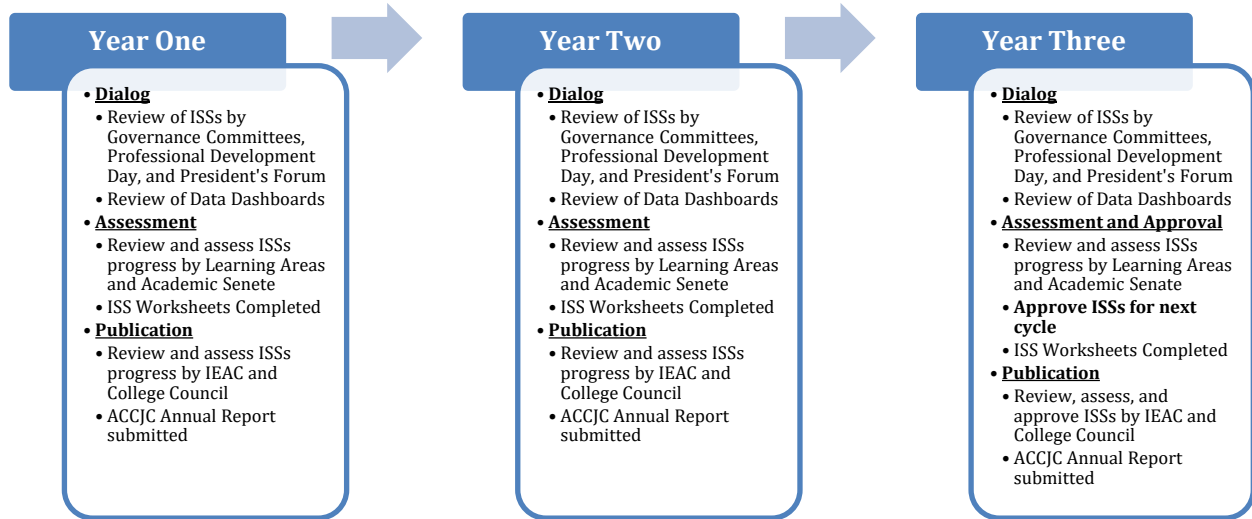 Year One
• Dialog
• Review of ISSs by
Governance Committees,
Professional Development
Day, and President's Forum
• Review of Data Dashboards
• Assessment
• Review and assess ISSs
progress by Learning Areas
and Academic Senete
• ISS Worksheets Completed
• Publication
• Review and assess ISSs
progress by IEAC and
College Council
• ACCJC Annual Report
submitted
Year Two
• Dialog
• Review of ISSs by
Governance Committees,
Professional Development
Day, and President's Forum
• Review of Data Dashboards
• Assessment
• Review and assess ISSs
progress by Learning Areas
and Academic Senete
• ISS Worksheets Completed
• Publication
• Review and assess ISSs
progress by IEAC and
College Council
• ACCJC Annual Report
submitted
Year Three
• Dialog
• Review of ISSs by
Governance Committees,
Professional Development
Day, and President's Forum
• Review of Data Dashboards
• Assessment and Approval
• Review and assess ISSs
progress by Learning Areas
and Academic Senate
• Approve ISSs for next
cycle
• ISS Worksheets Completed
• Publication
• Review, assess, and
approve ISSs by IEAC and
College Council
• ACCJC Annual Report
submitted